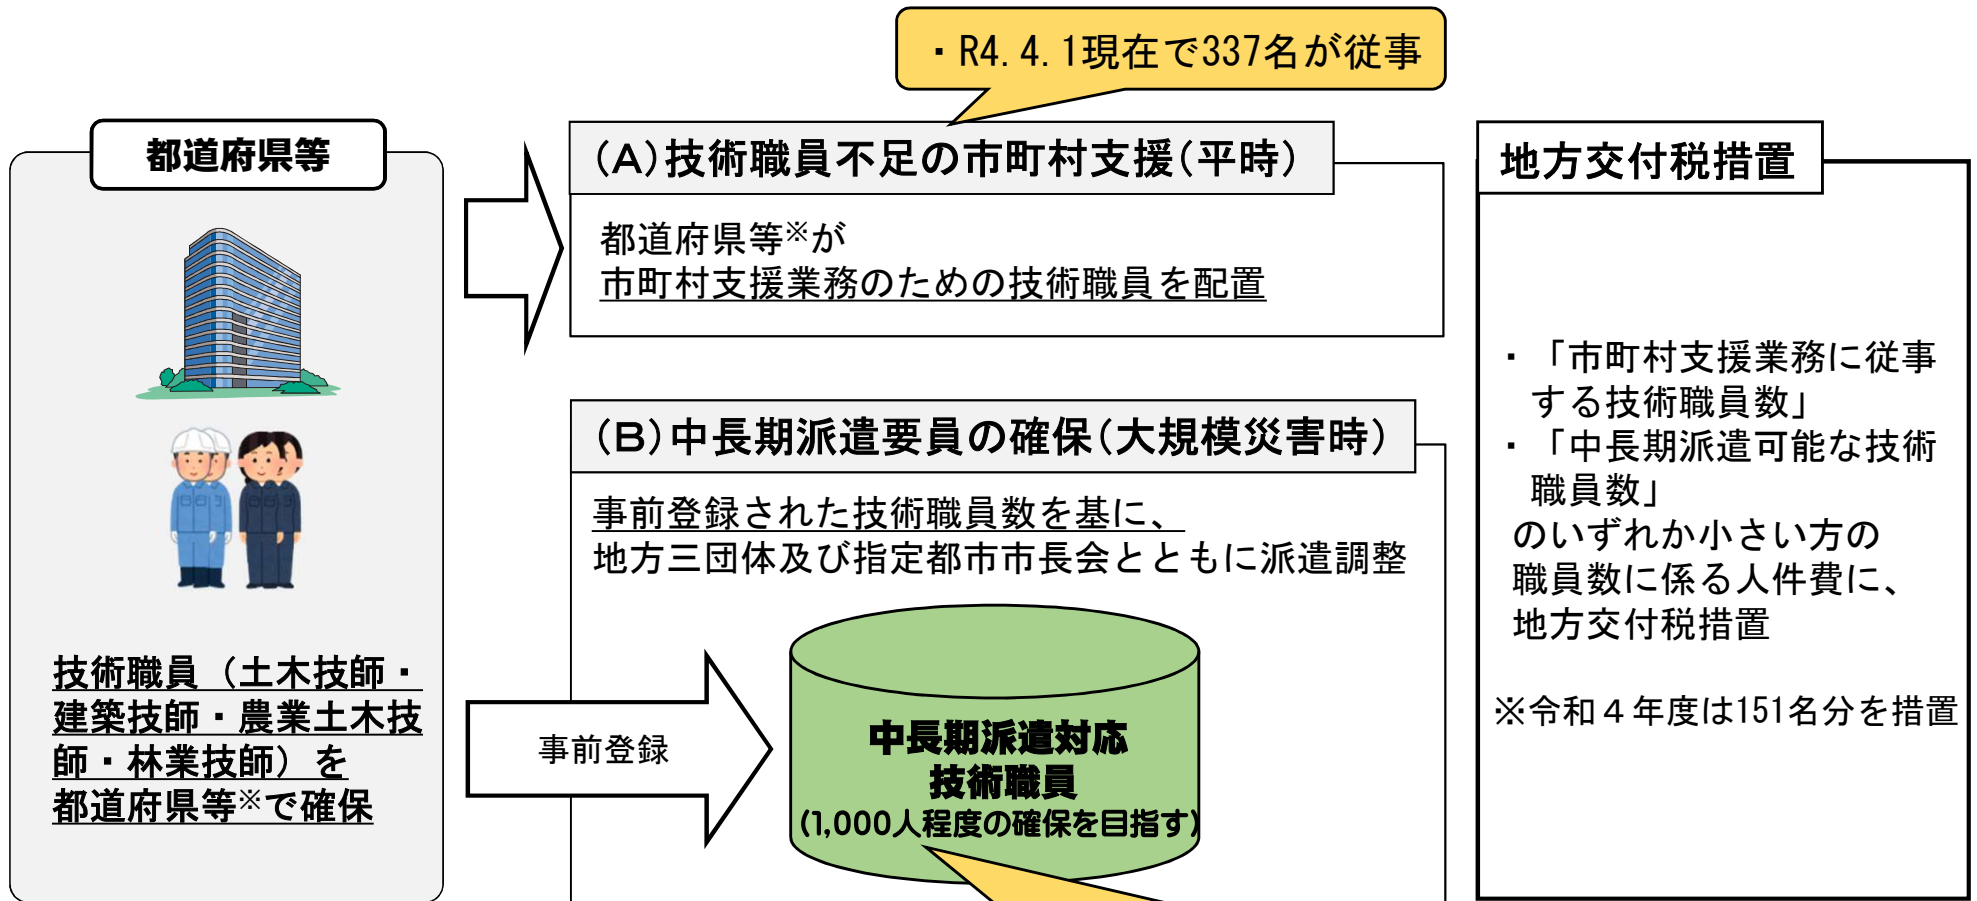 ・R4.4.1現在で337名が従事
都道府県等
技術職員（土木技師・
建築技師・農業土木技
師・林業技師）を
都道府県等※で確保
(A)技術職員不足の市町村支援(平時)
都道府県等※が
市町村支援業務のための技術職員を配置
(B)中長期派遣要員の確保(大規模災害時)
事前登録された技術職員数を基に、
地方三団体及び指定都市市長会とともに派遣調整
事前登録
中長期派遣対応
技術職員
(1,000人程度の確保を目指す)
地方交付税措置
・「市町村支援業務に従事
する技術職員数」
・「中長期派遣可能な技術
職員数」
のいずれか小さい方の
職員数に係る人件費に、
地方交付税措置
※令和４年度は151名分を措置